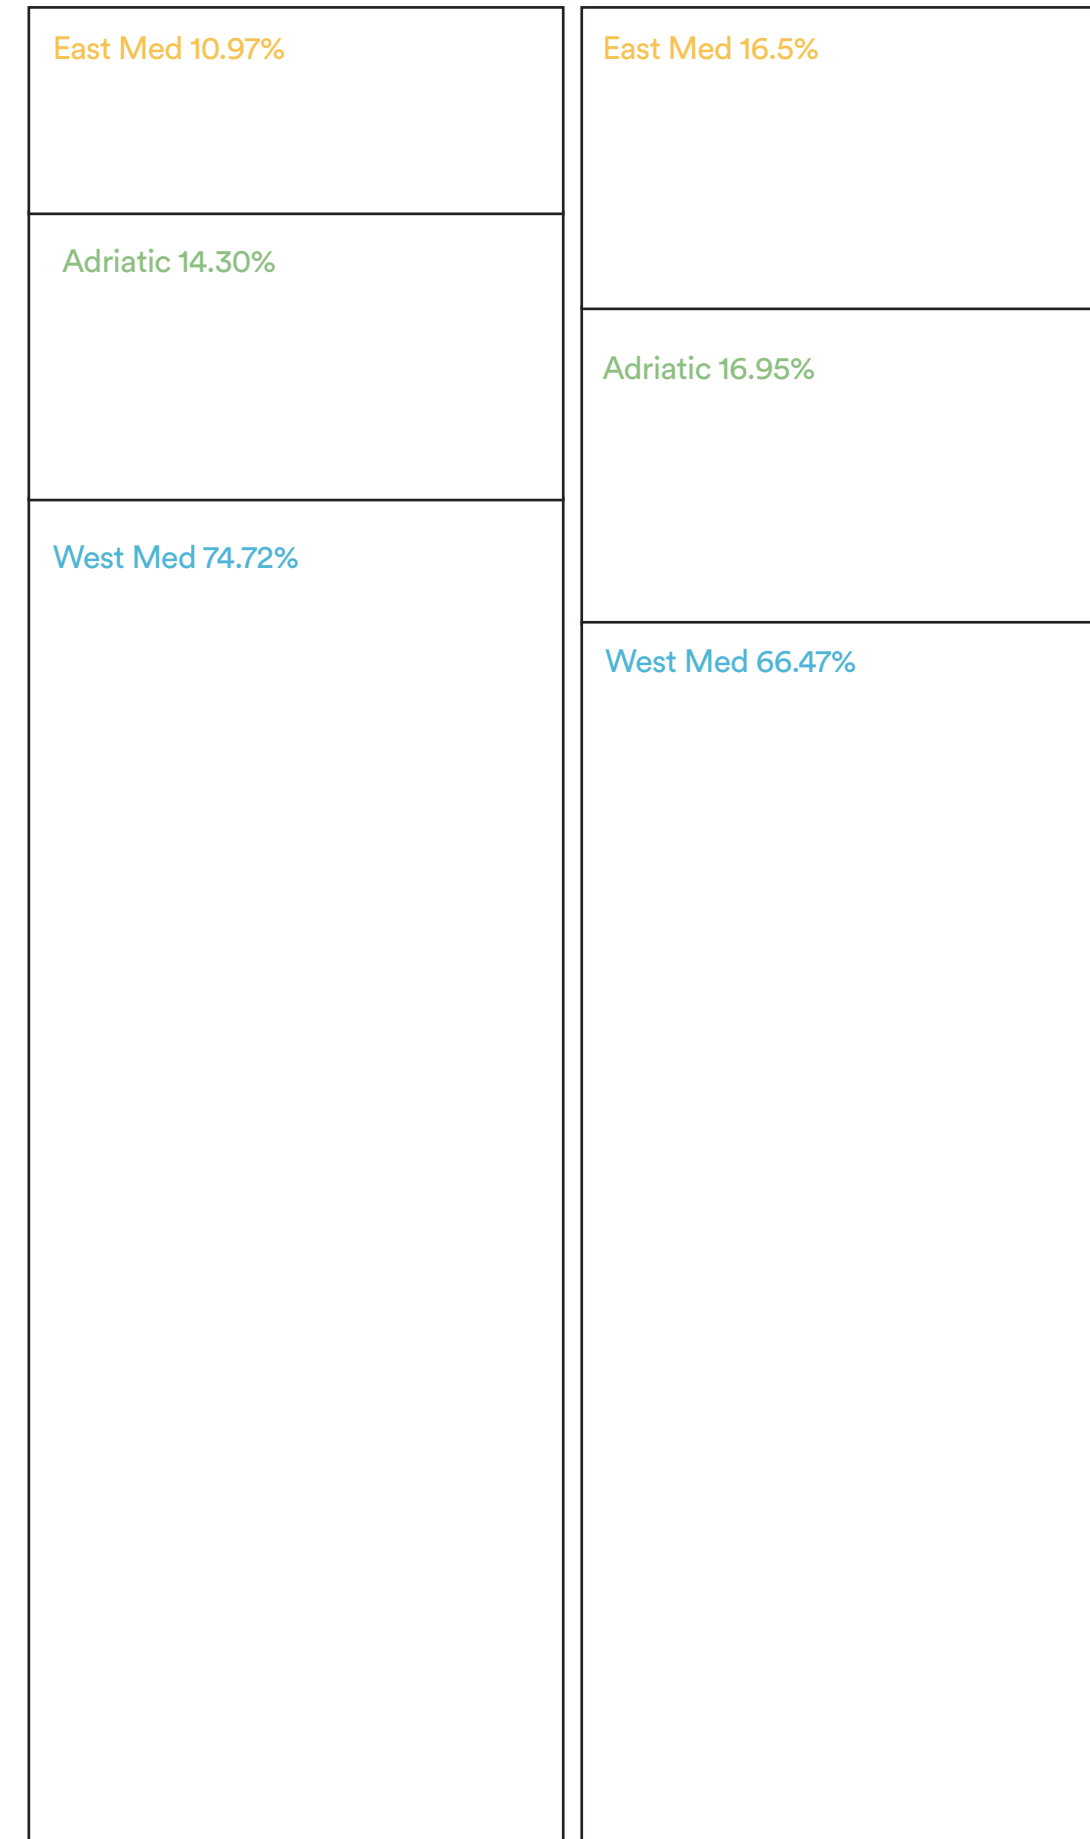 East Med 10.97%
Adriatic 14.30%
West Med 74.72%
East Med 16.5%
Adriatic 16.95%
West Med 66.47%